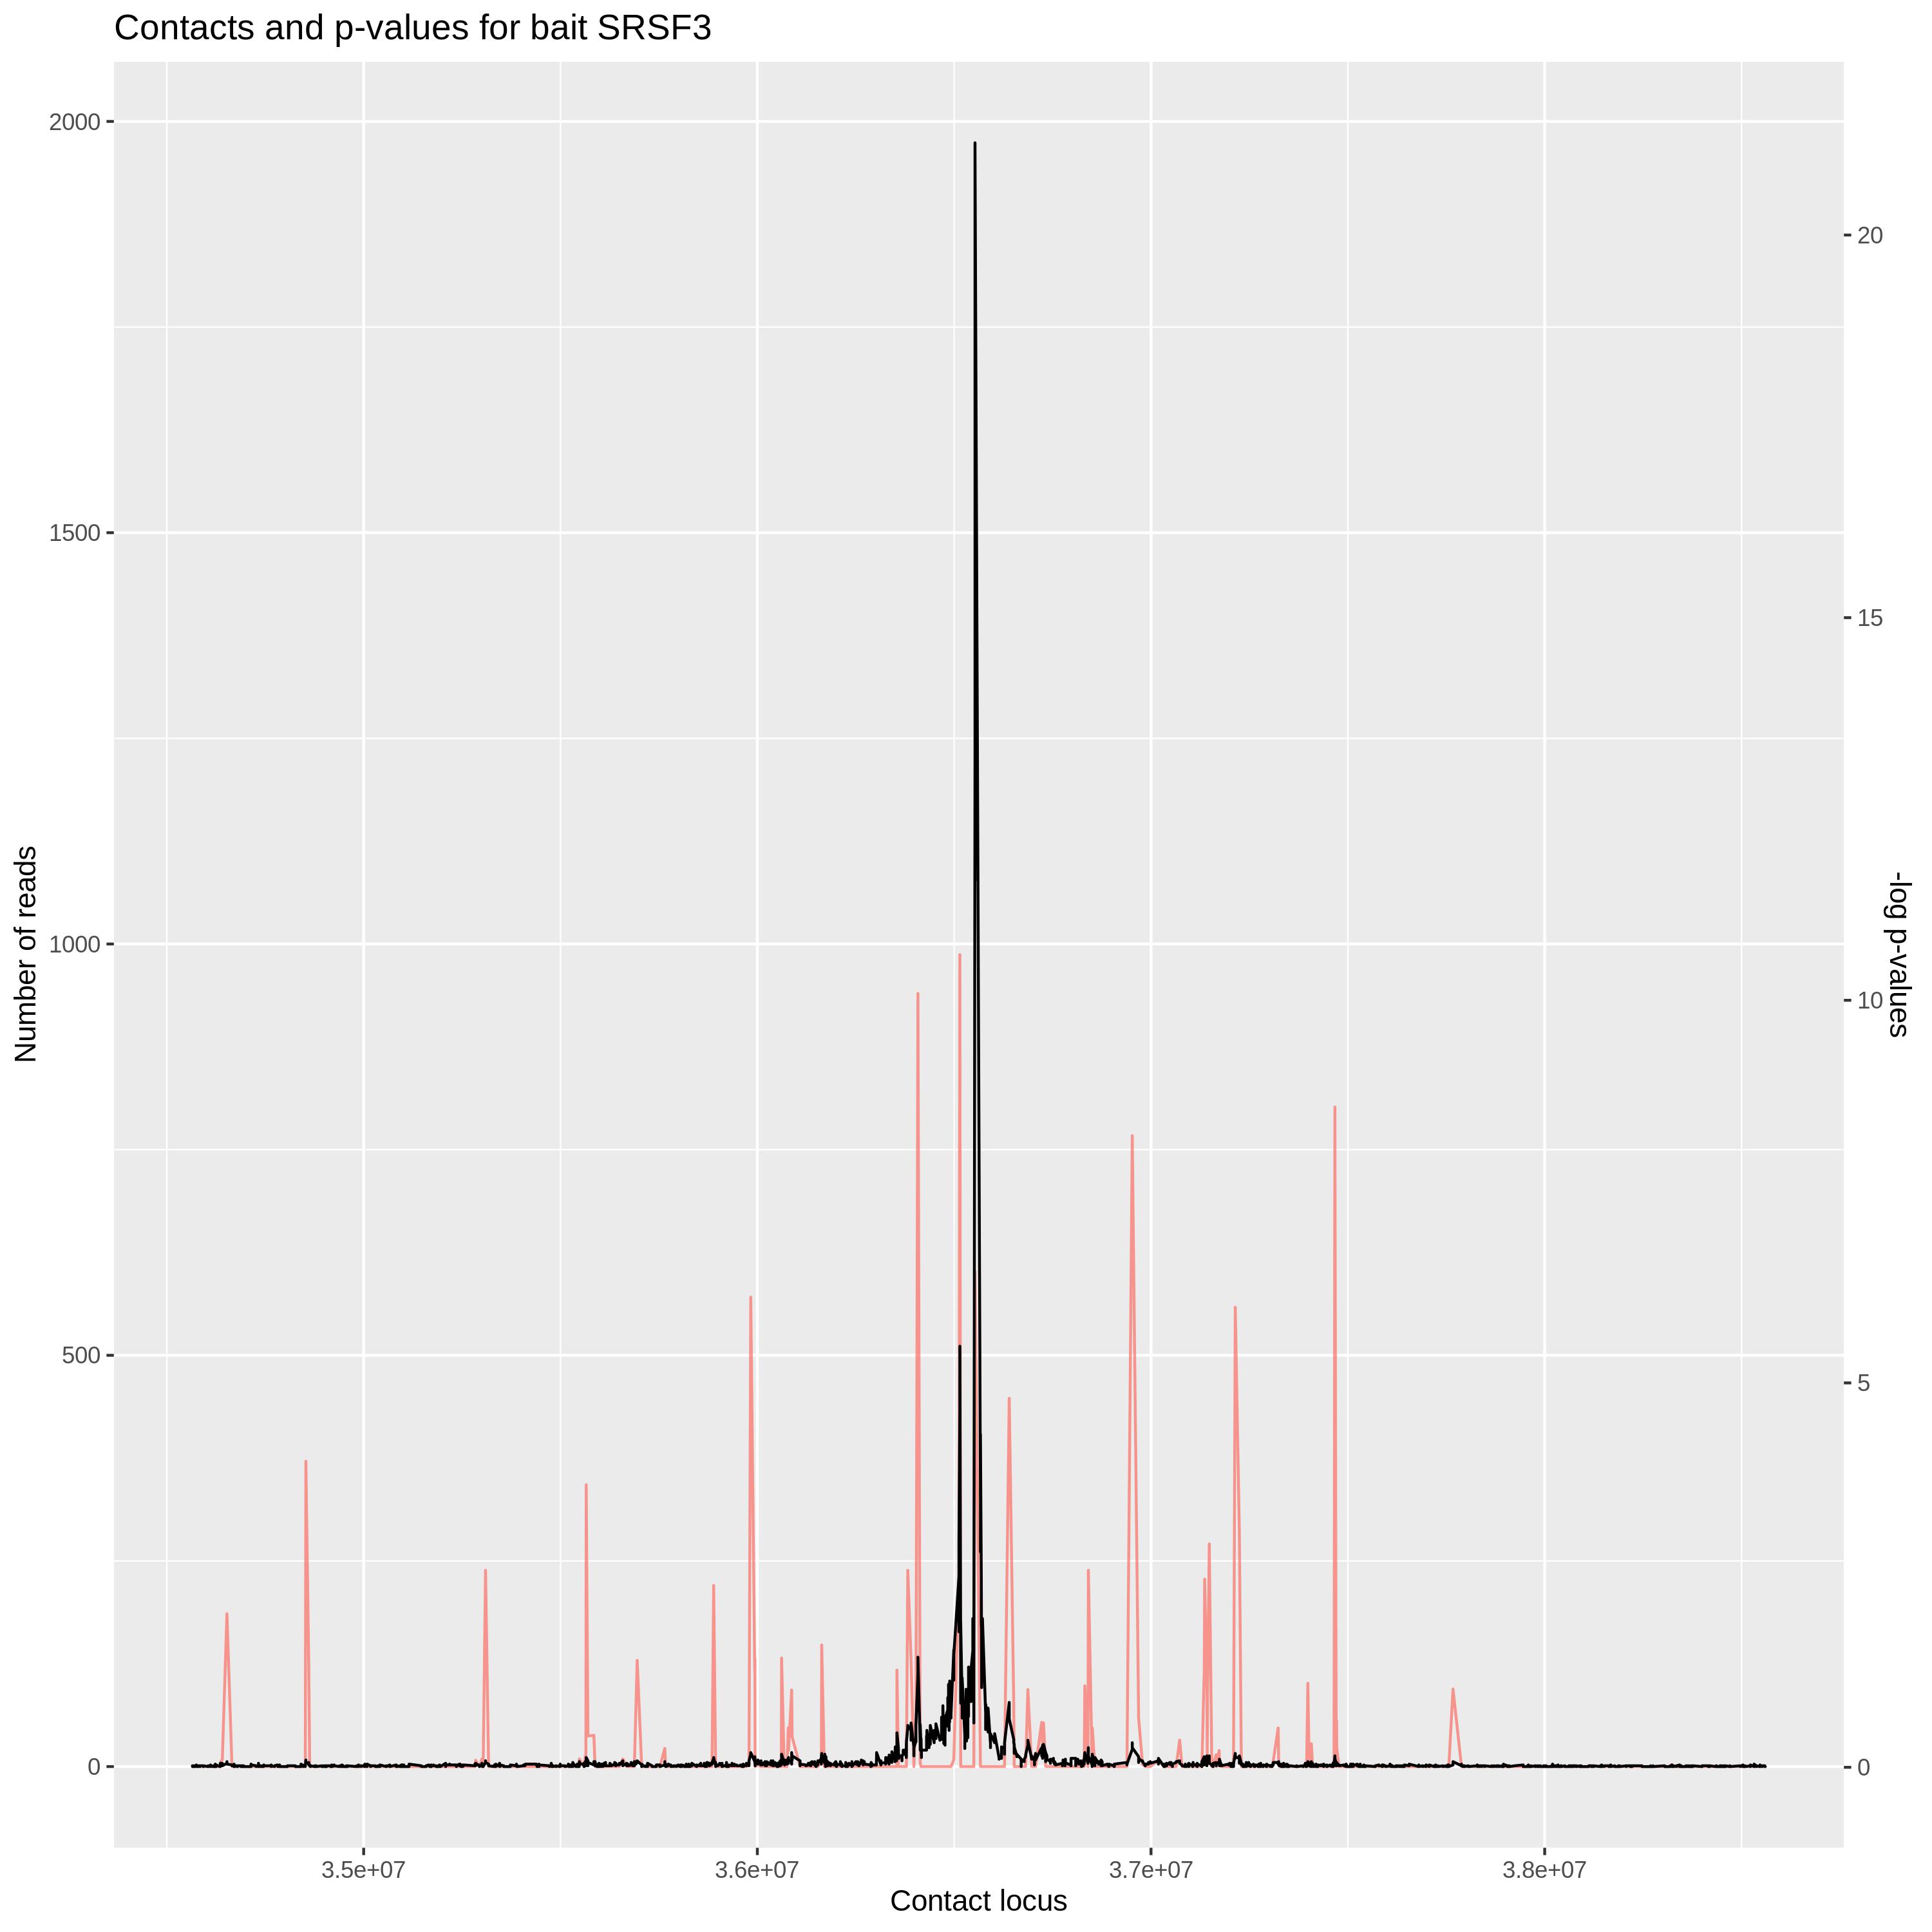 Contacts and p-values for bait SRSF3
2000
1500
1000
500
0
Number of reads
20
15
10
5
0
-log p-values
3.5e+07
3.6e+07
3.7e+07
3.8e+07
Contact locus